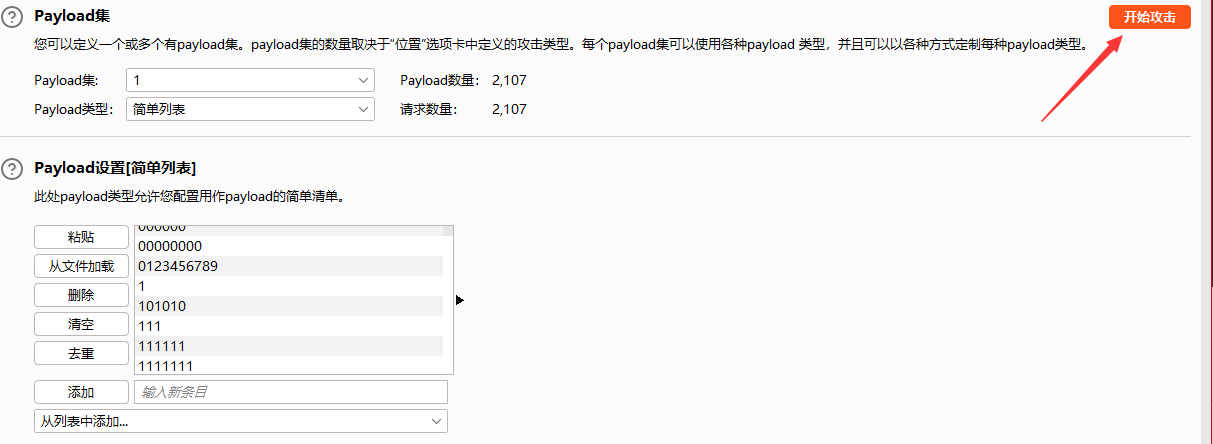 Payload集
开始攻击
您可以定义一个或多个有payload集。payload集的数量取决于“位置”选项卡中定义的攻击类型。每个payload集可以使用各种payload 类型，并且可以以各种方式定制每种payload类型。
Payload集: 1 Payload数量: 2,107
Payload类型: 简单列表 请求数量: 2,107
Payload设置[简单列表]
此处payload类型允许您配置用作payload的简单清单。
粘贴
从文件加载
删除
清空
去重
000000
00000000
0123456789
1
101010
111
111111
1111111
添加 输入新条目
从列表中添加...